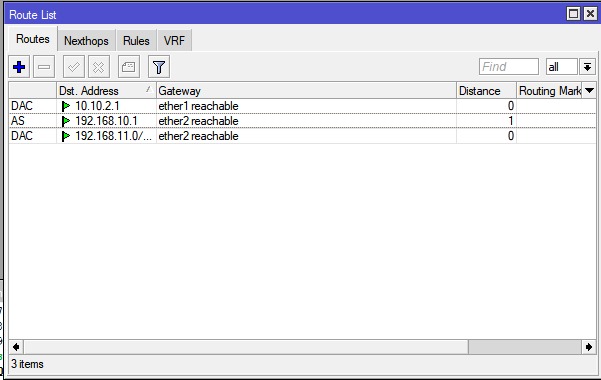 Route List
Routes Nexthops Rules VRF
Find all
Dst. Address Gateway Distance Routing Mark
DAC 10.10.2.1 ether1 reachable 0
AS 192.168.10.1 ether2 reachable 1
DAC 192.168.11.0/... ether2 reachable 0
3 items